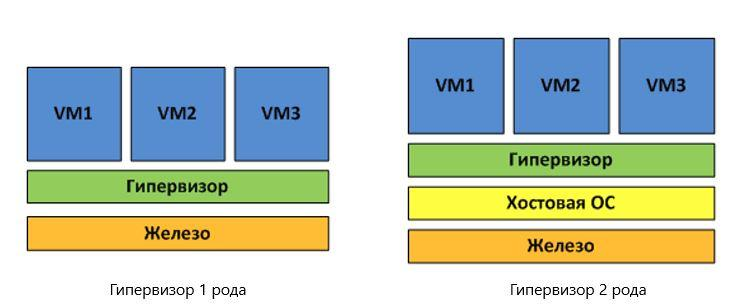 VM1 VM2 VM3
Гипервизор
Железо
Гипервизор 1 рода
VM1 VM2 VM3
Гипервизор
Хостовая ОС
Железо
Гипервизор 2 рода